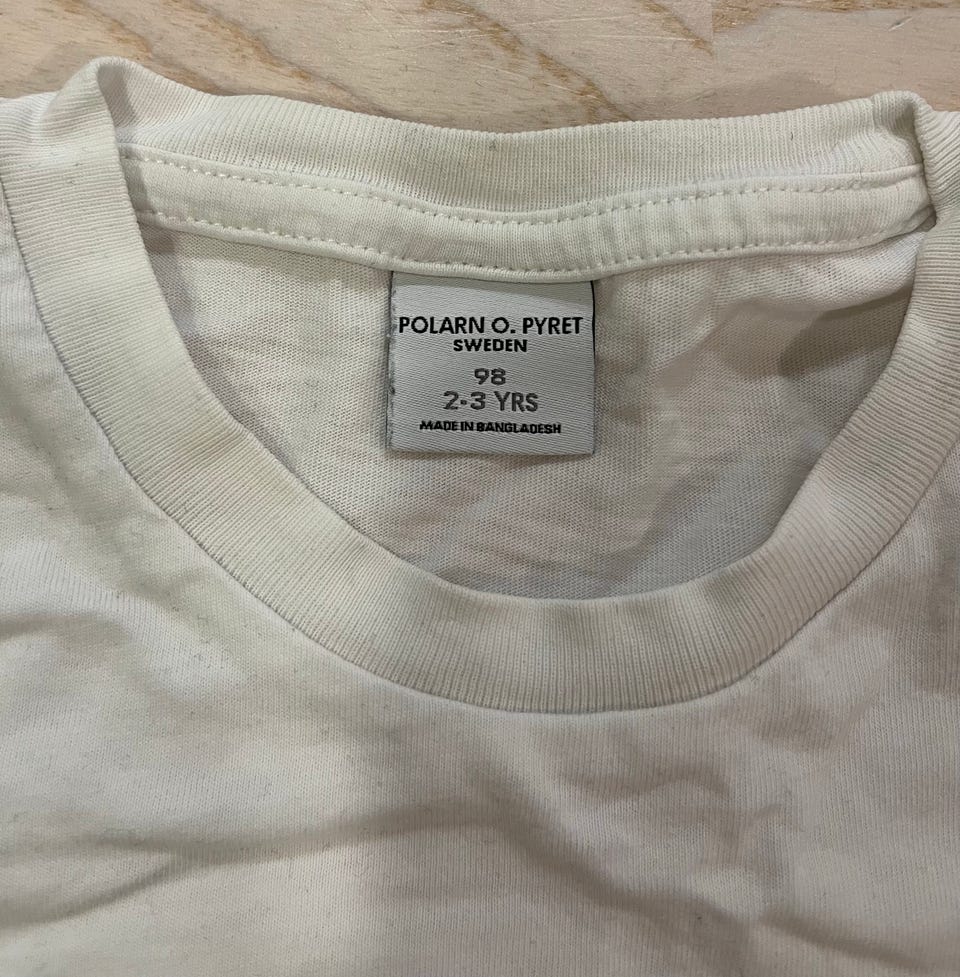 POLARN O. PYRET
SWEDEN
98
2-3 YRS
MADE IN BANGLADESH